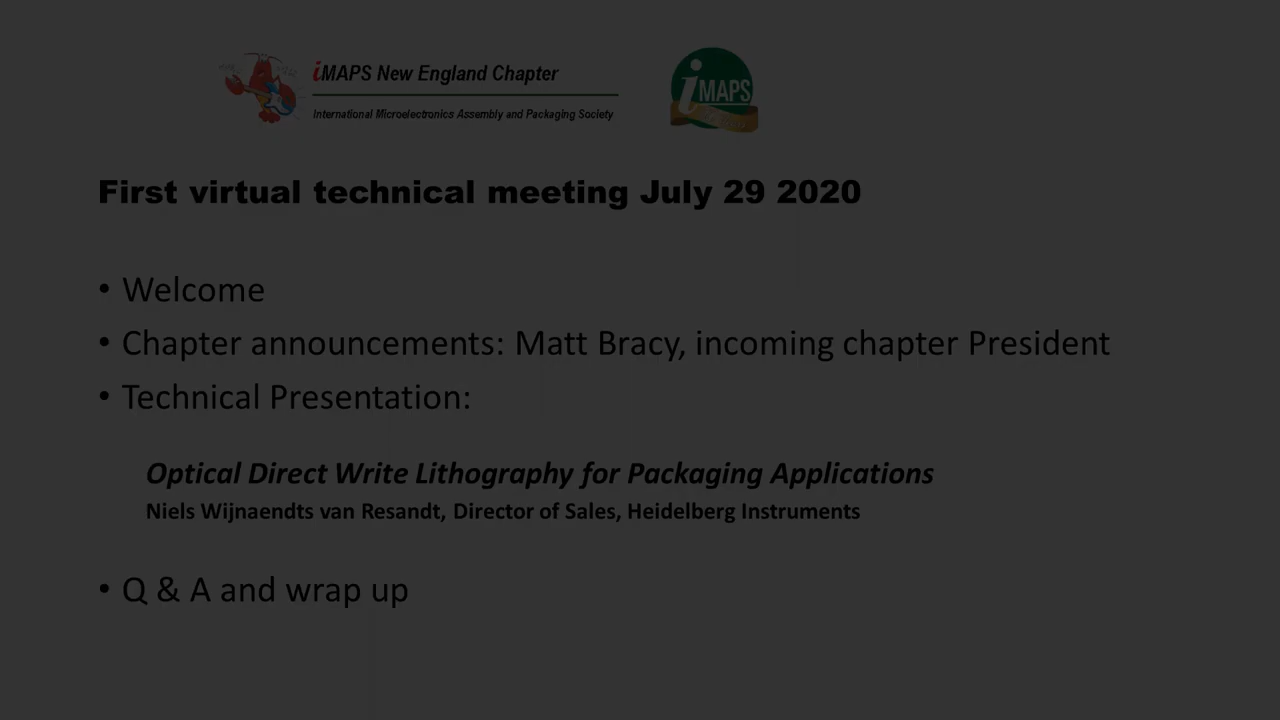 iMAPS New England Chapter
International Microelectronics Assembly and Packaging Society
iMAPS
First virtual technical meeting July 29 2020
• Welcome
• Chapter announcements: Matt Bracy, incoming chapter President
• Technical Presentation:
Optical Direct Write Lithography for Packaging Applications
Niels Wijnaendts van Resandt, Director of Sales, Heidelberg Instruments
• Q & A and wrap up